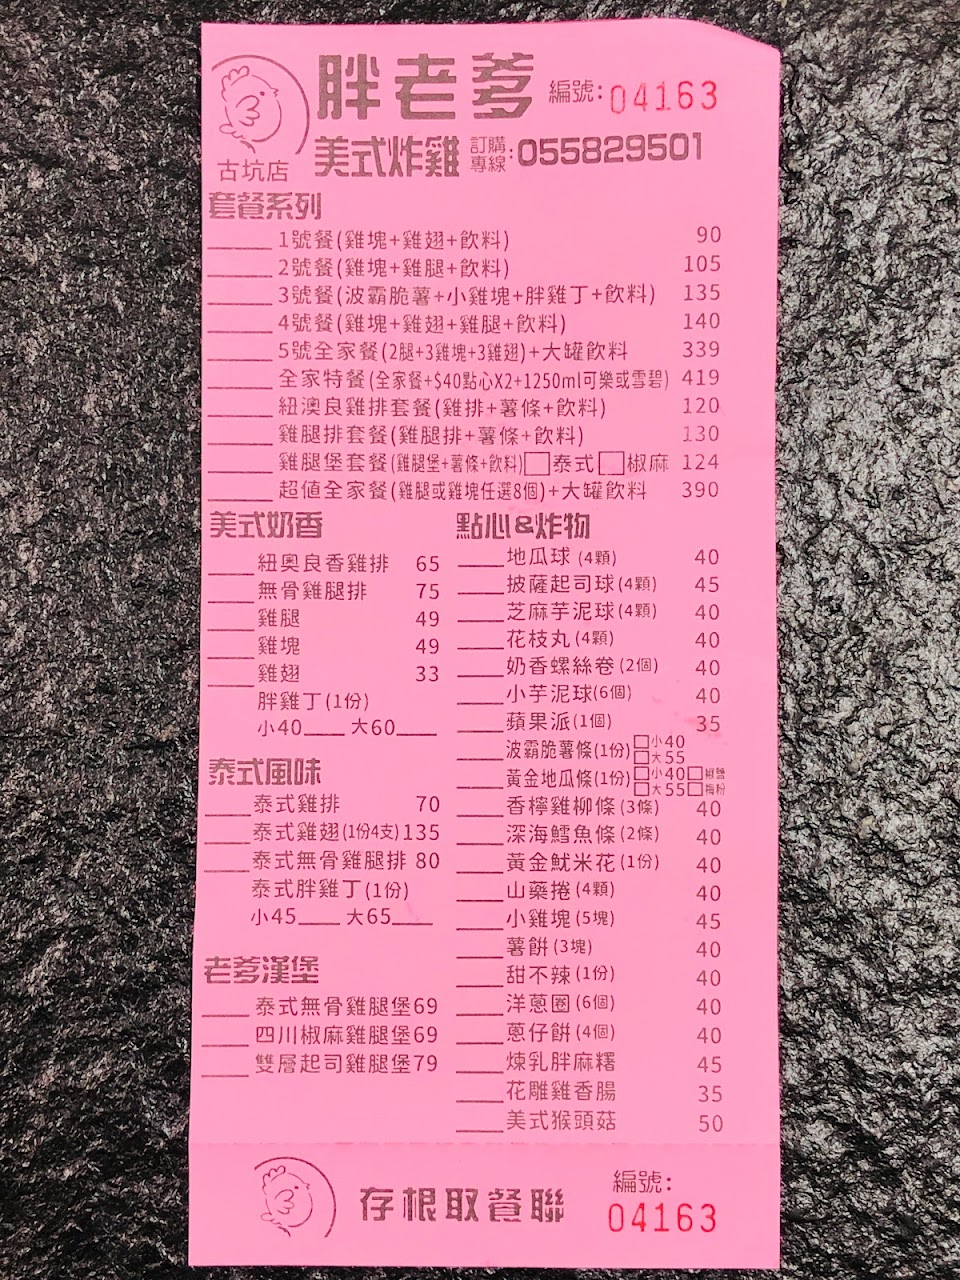 胖老爹
編號:04163
美式炸雞
訂購專線:055829501
古坑店
套餐系列
1號餐(雞塊+雞翅+飲料) 90
2號餐(雞塊+雞腿+飲料) 105
3號餐(波霸脆薯+小雞塊+胖雞丁+飲料) 135
4號餐(雞塊+雞翅+雞腿+飲料) 140
5號全家餐(2腿+3雞塊+3雞翅)+大罐飲料 339
全家特餐(全家餐+$40點心X2+1250ml可樂或雪碧) 419
紐澳良雞排套餐(雞排+薯條+飲料) 120
雞腿排套餐(雞腿排+薯條+飲料) 130
雞腿堡套餐(雞腿堡+薯條+飲料)□泰式□椒麻 124
超值全家餐(雞腿或雞塊任選8個)+大罐飲料 390
美式奶香
紐奧良香雞排 65
無骨雞腿排 75
雞腿 49
雞塊 49
雞翅 33
胖雞丁(1份)
小40____ 大60____
泰式風味
泰式雞排 70
泰式雞翅(1份4支)135
泰式無骨雞腿排 80
泰式胖雞丁(1份)
小45____ 大65____
老爹漢堡
泰式無骨雞腿堡69
四川椒麻雞腿堡69
雙層起司雞腿堡79
點心&炸物
地瓜球(4顆) 40
披薩起司球(4顆) 45
芝麻芋泥球(4顆) 40
花枝丸(4顆) 40
奶香螺絲卷(2個) 40
小芋泥球(6個) 40
蘋果派(1個) 35
波霸脆薯條(1份)□小40
□大55
黃金地瓜條(1份)□小40□椒鹽
□大55□梅粉
香檸雞柳條(3條) 40
深海鱈魚條(2條) 40
黃金魷米花(1份) 40
山藥捲(4顆) 40
小雞塊(5塊) 45
薯餅(3塊) 40
甜不辣(1份) 40
洋蔥圈(6個) 40
蔥仔餅(4個) 40
煉乳胖麻糬 45
花雕雞香腸 35
美式猴頭菇 50
存根取餐聯
編號:
04163